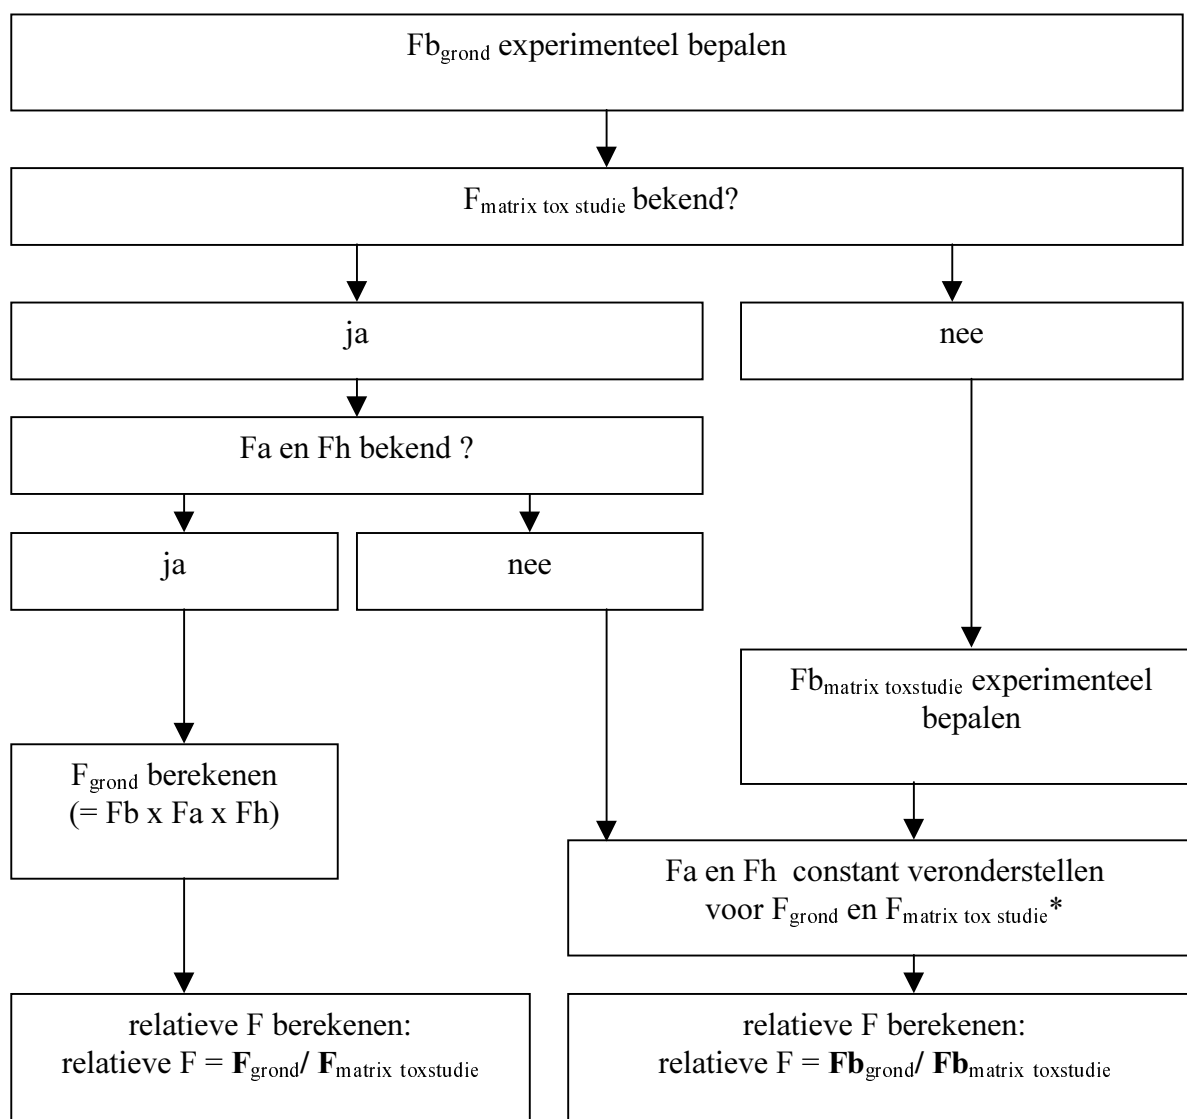 Fbgrond experimenteel bepalen
Fmatrix tox studie bekend?
ja
nee
Fa en Fh bekend ?
ja
nee
Fbmatrix toxstudie experimenteel
bepalen
Fgrond berekenen
(= Fb x Fa x Fh)
Fa en Fh constant veronderstellen
voor Fgrond en Fmatrix tox studie*
relatieve F berekenen:
relatieve F = Fgrond/ Fmatrix toxstudie
relatieve F berekenen:
relatieve F = Fbgrond/ Fbmatrix toxstudie